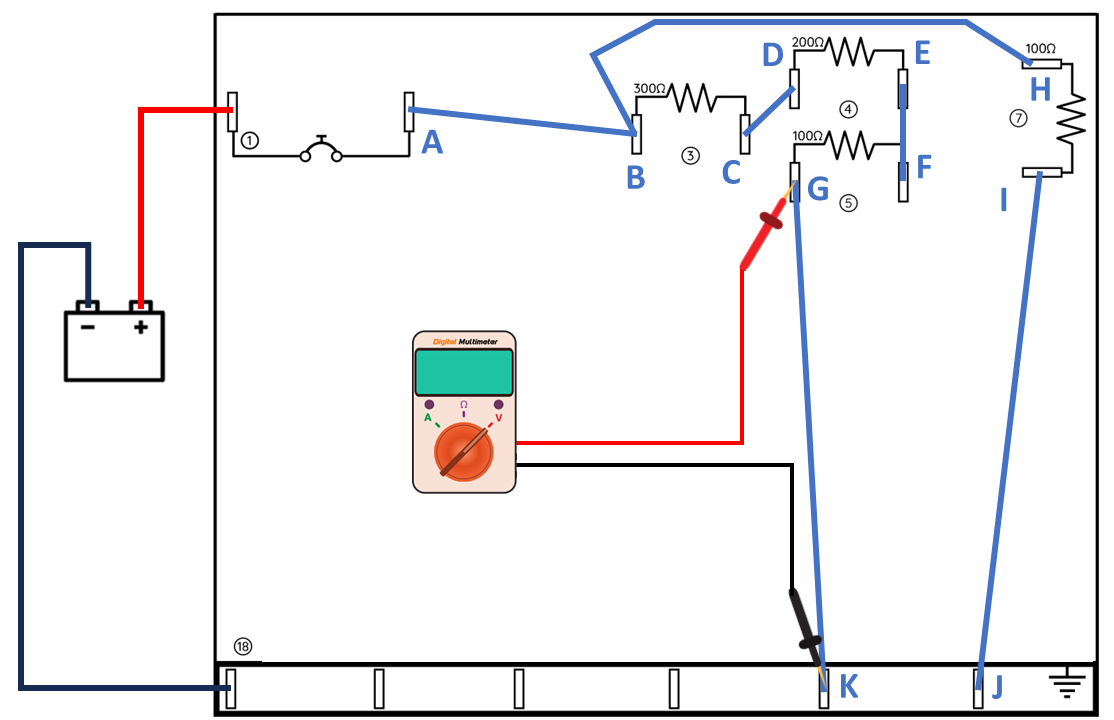 D
200Ω
E
100Ω
H
300Ω
①
A
④
⑦
B
③
C
100Ω
F
G
⑤
I
−
+
Digital Multimeter
Ω
A
V
⑱
K
J